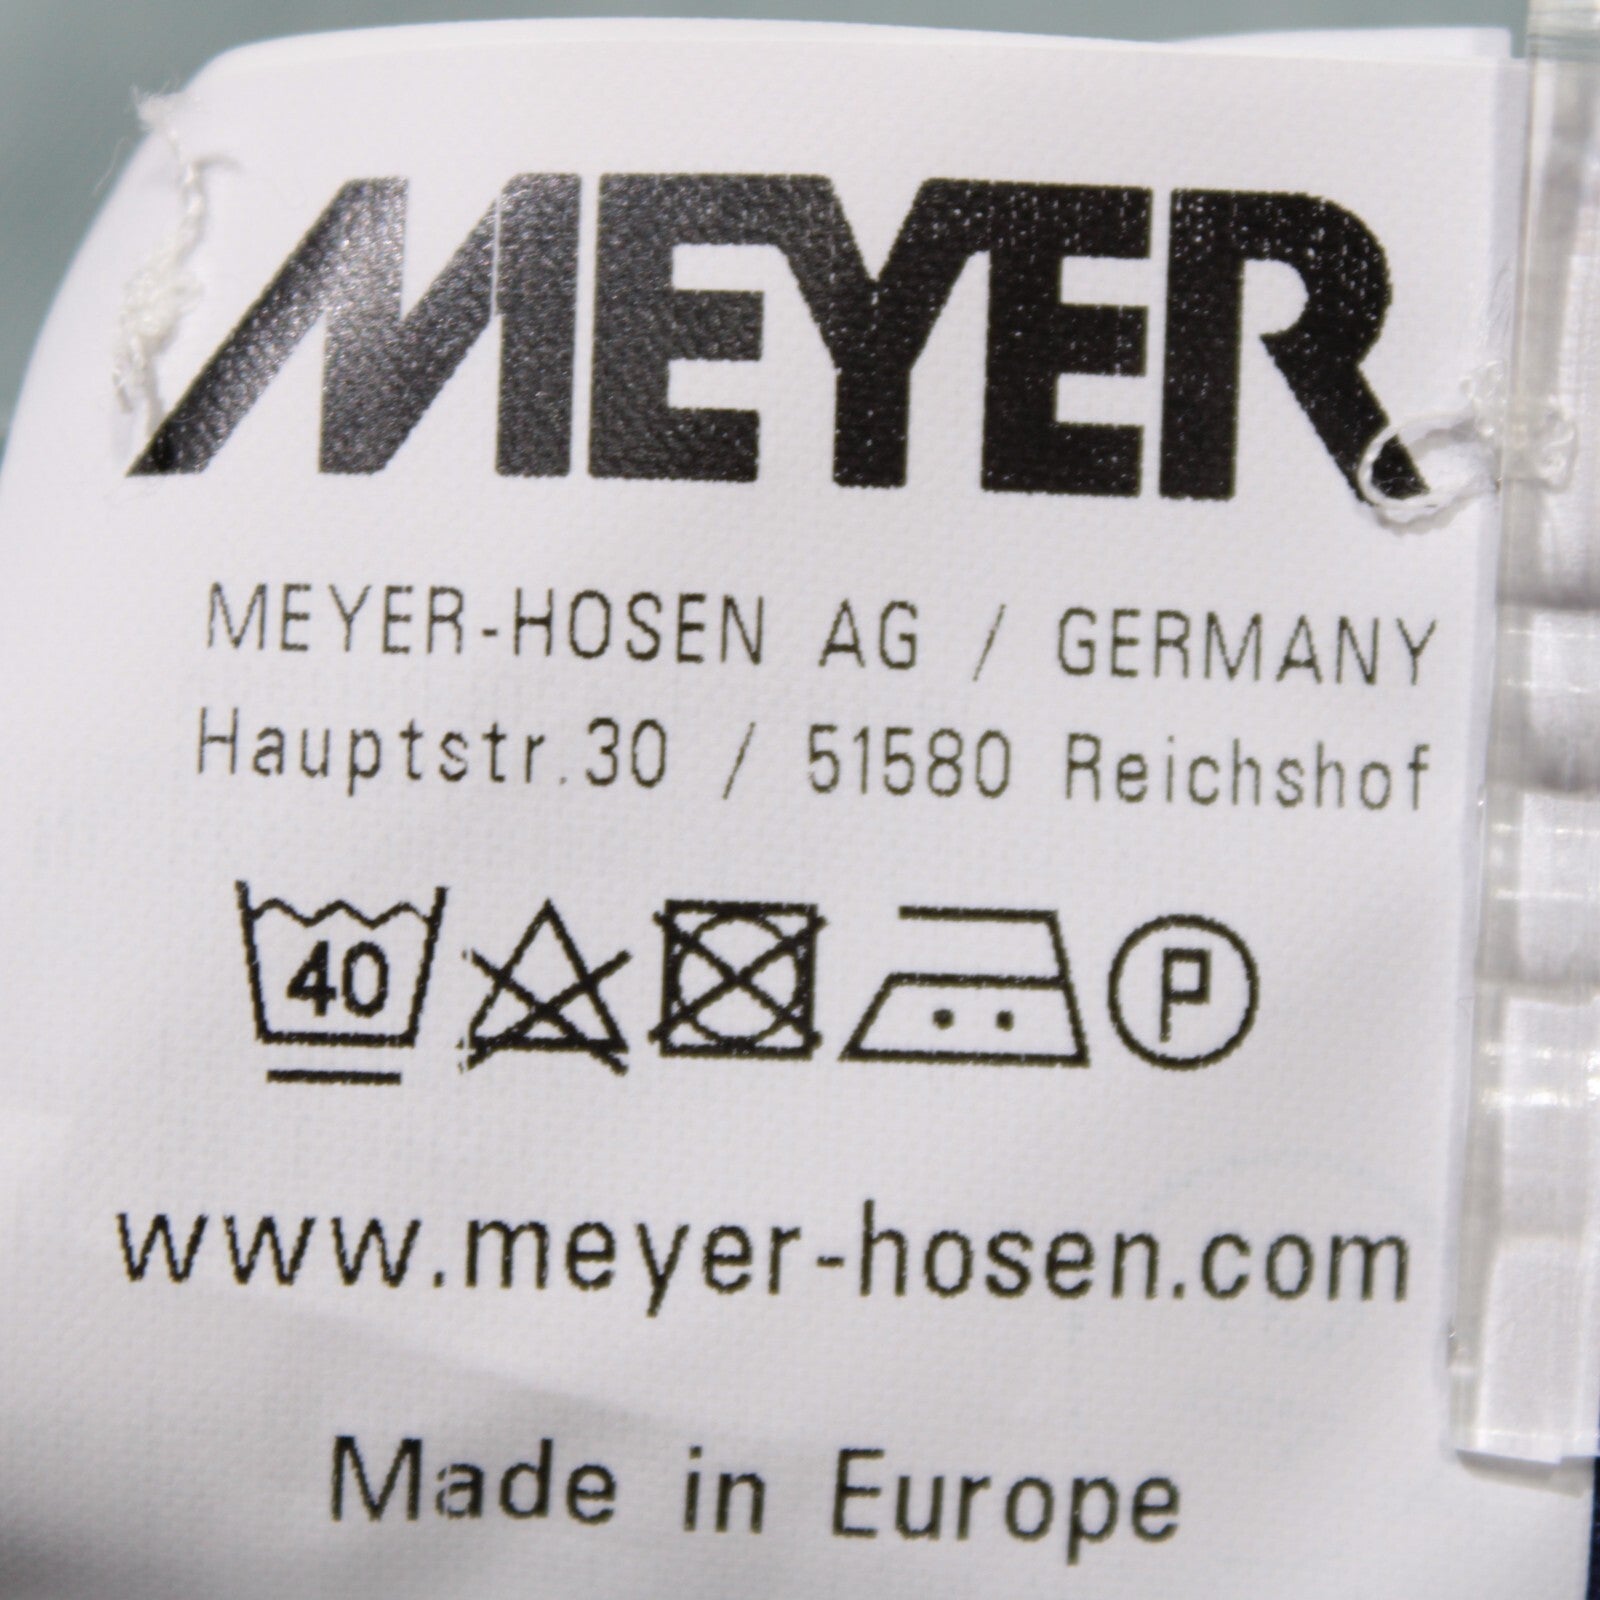 MEYER
MEYER-HOSEN AG / GERMANY
Hauptstr.30 / 51580 Reichshof
40 P
www.meyer-hosen.com
Made in Europe